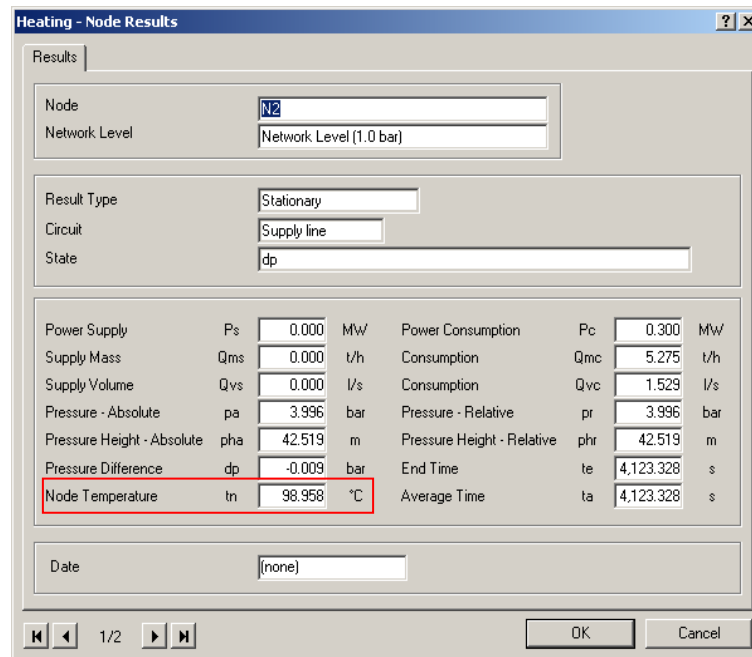 Heating - Node Results
Results
Node N2
Network Level Network Level (1.0 bar)
Result Type Stationary
Circuit Supply line
State dp
Power Supply Ps 0.000 MW Power Consumption Pc 0.300 MW
Supply Mass Qms 0.000 t/h Consumption Qmc 5.275 t/h
Supply Volume Qvs 0.000 l/s Consumption Qvc 1.529 l/s
Pressure - Absolute pa 3.996 bar Pressure - Relative pr 3.996 bar
Pressure Height - Absolute pha 42.519 m Pressure Height - Relative phr 42.519 m
Pressure Difference dp -0.009 bar End Time te 4,123.328 s
Node Temperature tn 98.958 °C Average Time ta 4,123.328 s
Date (none)
1/2 OK Cancel